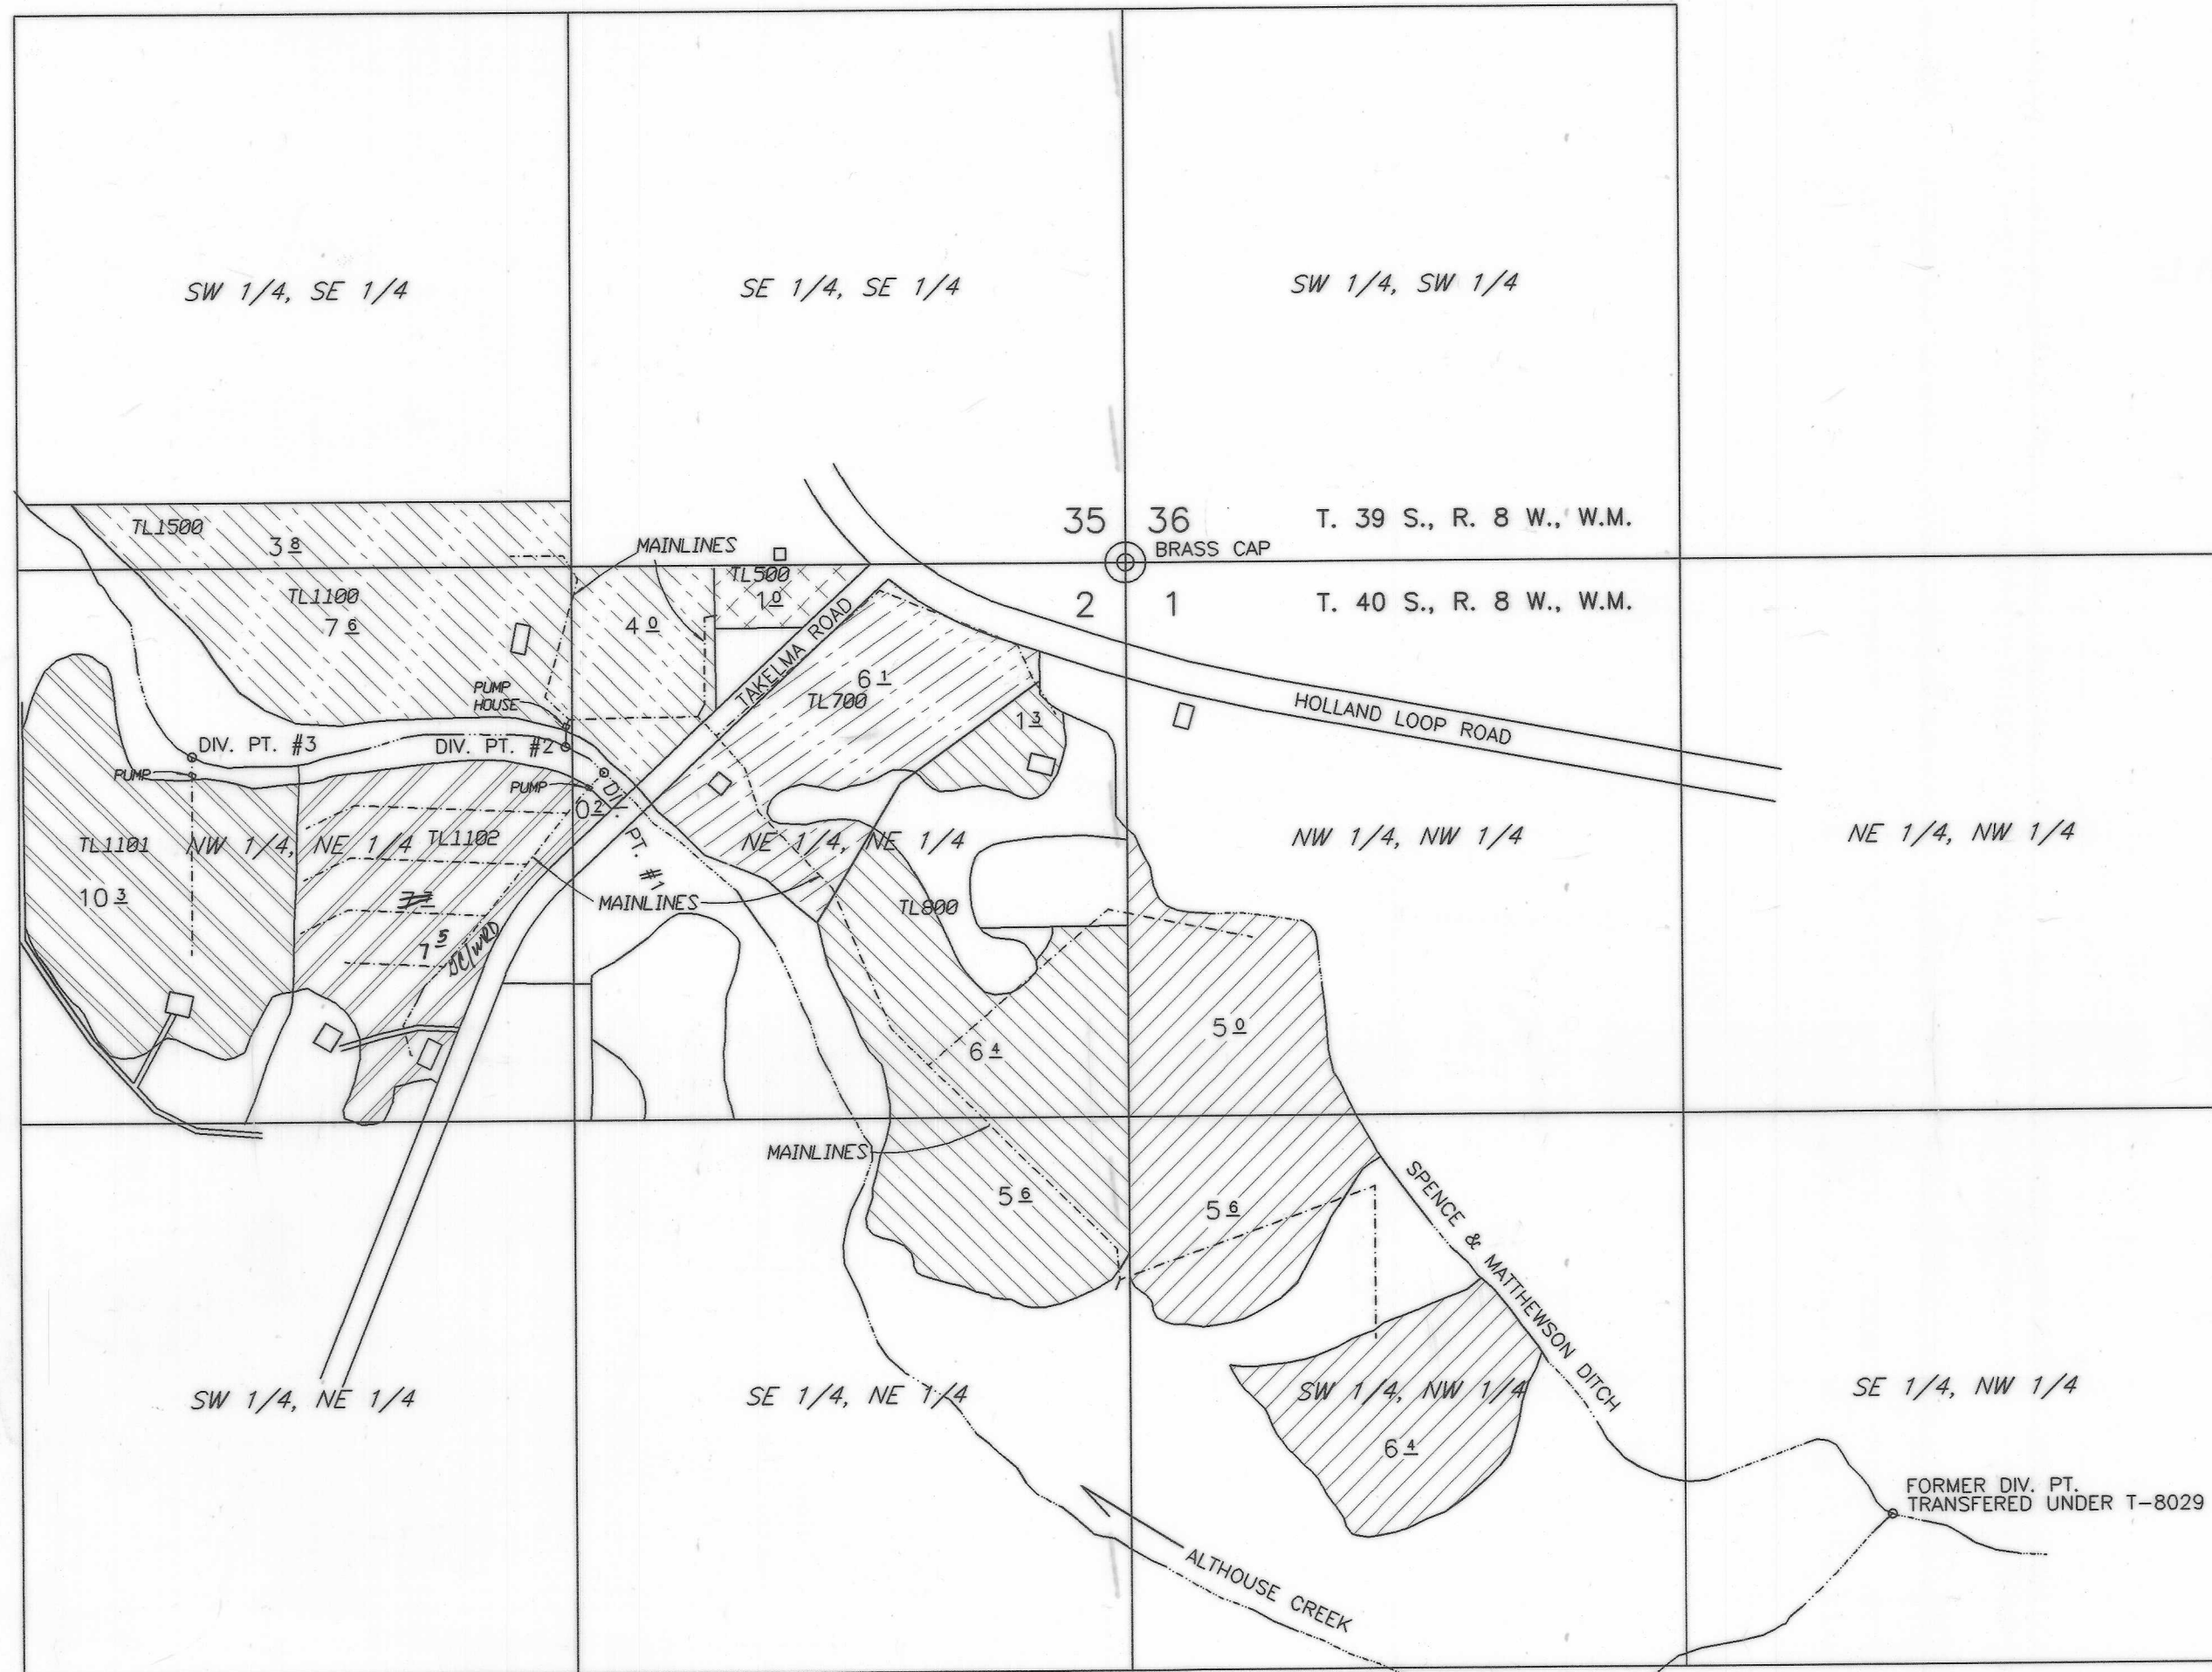 SW 1/4, SE 1/4
SE 1/4, SE 1/4
SW 1/4, SW 1/4
35
36
T. 39 S., R. 8 W., W.M.
BRASS CAP
2
1
T. 40 S., R. 8 W., W.M.
TL1500
3 8
MAINLINES
TL500
1 0
TL1100
7 6
4 0
TAKELMA ROAD
6 1
TL700
PUMP
HOUSE
1 3
HOLLAND LOOP ROAD
DIV. PT. #3
DIV. PT. #2
PUMP
PUMP
0 2
DIV. PT. #1
TL1101
NW 1/4, NE 1/4
TL1102
NE 1/4, NE 1/4
NW 1/4, NW 1/4
NE 1/4, NW 1/4
10 3
MAINLINES
TL800
7 5
5 0
6 4
MAINLINES
5 6
5 6
SPENCE & MATTHEWSON DITCH
SW 1/4, NE 1/4
SE 1/4, NE 1/4
SW 1/4, NW 1/4
SE 1/4, NW 1/4
6 4
FORMER DIV. PT.
TRANSFERED UNDER T-8029
ALTHOUSE CREEK